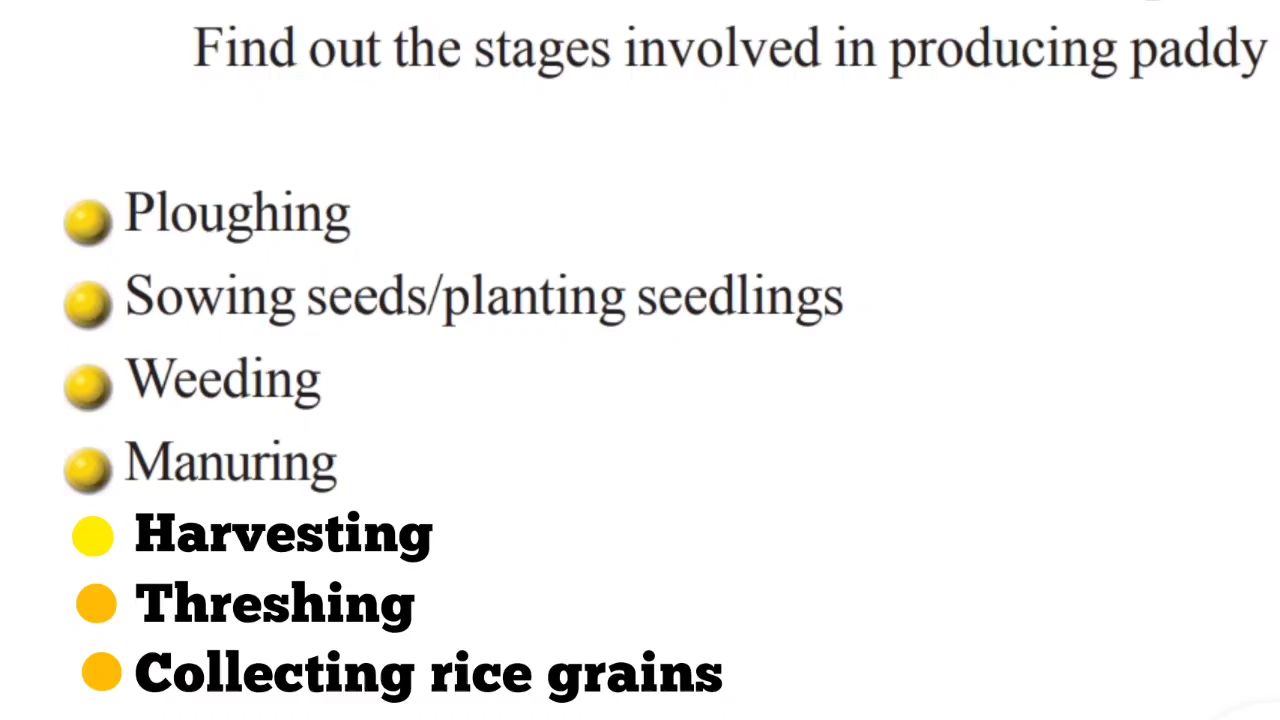 Find out the stages involved in producing paddy
Ploughing
Sowing seeds/planting seedlings
Weeding
Manuring
Harvesting
Threshing
Collecting rice grains